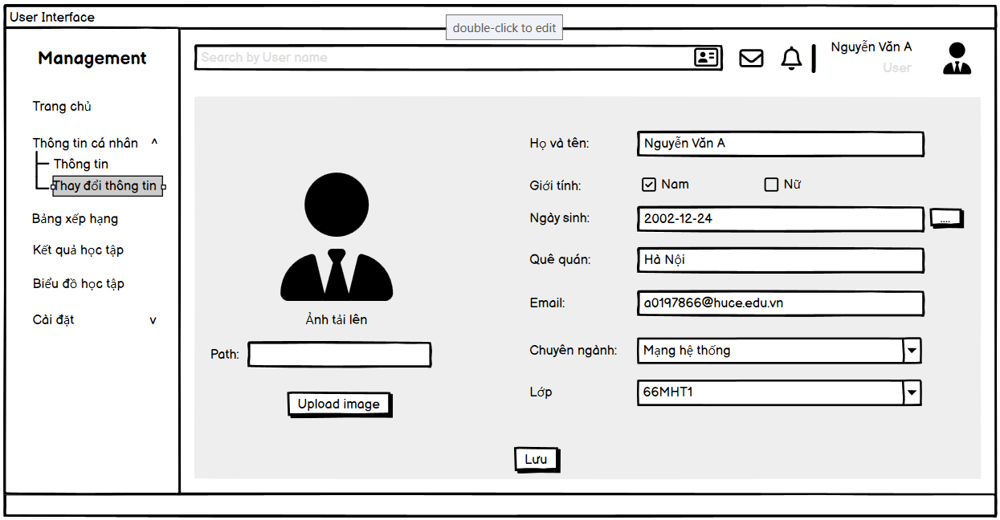 User Interface
double-click to edit
Management
Search by User name
Nguyễn Văn A
User
Trang chủ
Thông tin cá nhân ^
Thông tin
Thay đổi thông tin
Bảng xếp hạng
Kết quả học tập
Biểu đồ học tập
Cài đặt v
Ảnh tải lên
Path:
Upload image
Họ và tên: Nguyễn Văn A
Giới tính: Nam Nữ
Ngày sinh: 2002-12-24 ....
Quê quán: Hà Nội
Email: a0197866@huce.edu.vn
Chuyên ngành: Mạng hệ thống
Lớp 66MHT1
Lưu